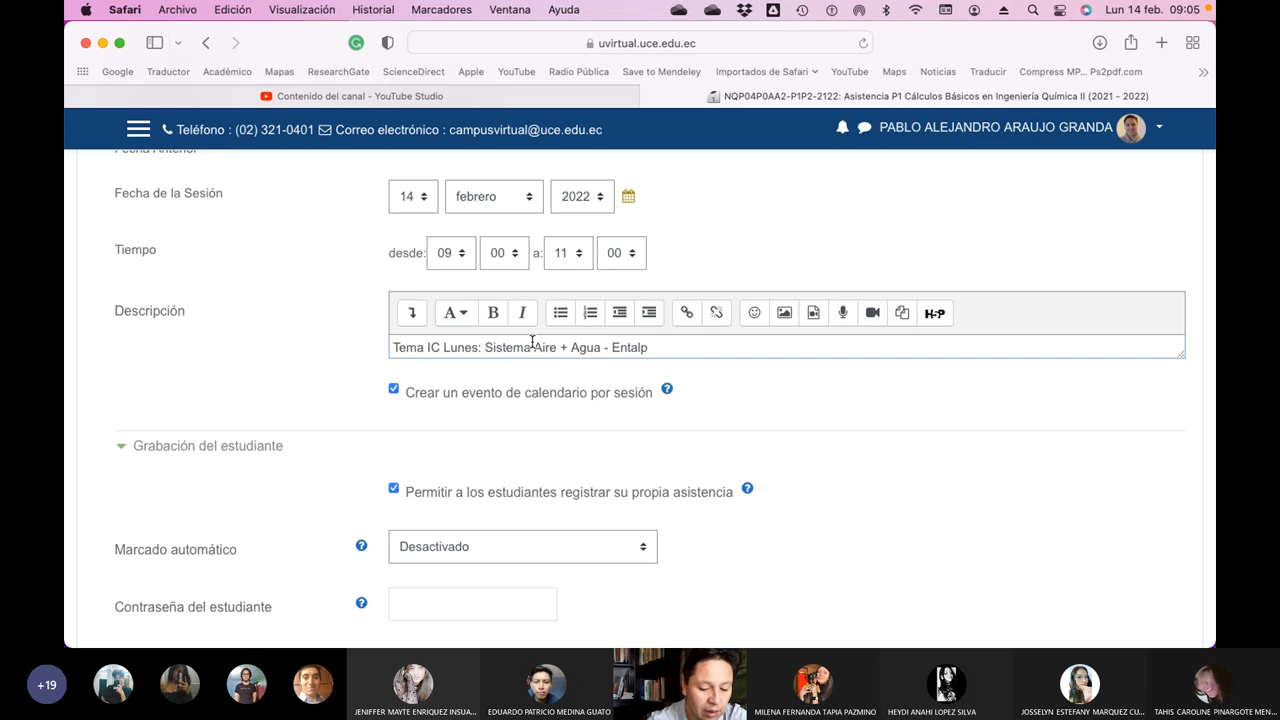 Safari Archivo Edición Visualización Historial Marcadores Ventana Ayuda Lun 14 feb. 09:05
uvirtual.uce.edu.ec
Google Traductor Académico Mapas ResearchGate ScienceDirect Apple YouTube Radio Pública Save to Mendeley Importados de Safari YouTube Maps Noticias Traducir Compress MP... Ps2pdf.com
Contenido del canal - YouTube Studio NQP04P0AA2-P1P2-2122: Asistencia P1 Cálculos Básicos en Ingeniería Química II (2021 - 2022)
Teléfono : (02) 321-0401 Correo electrónico : campusvirtual@uce.edu.ec PABLO ALEJANDRO ARAUJO GRANDA
Fecha Anterior
Fecha de la Sesión 14 febrero 2022
Tiempo desde: 09 00 a: 11 00
Descripción A B I H-P
Tema IC Lunes: Sistema Aire + Agua - Entalp
Crear un evento de calendario por sesión
Grabación del estudiante
Permitir a los estudiantes registrar su propia asistencia
Marcado automático Desactivado
Contraseña del estudiante
+19
JENIFFER MAYTE ENRIQUEZ INSUA... EDUARDO PATRICIO MEDINA GUATO MILENA FERNANDA TAPIA PAZMINO HEYDI ANAHI LOPEZ SILVA JOSSELYN ESTEFANY MARQUEZ CU... TAHIS CAROLINE PINARGOTE MEN...